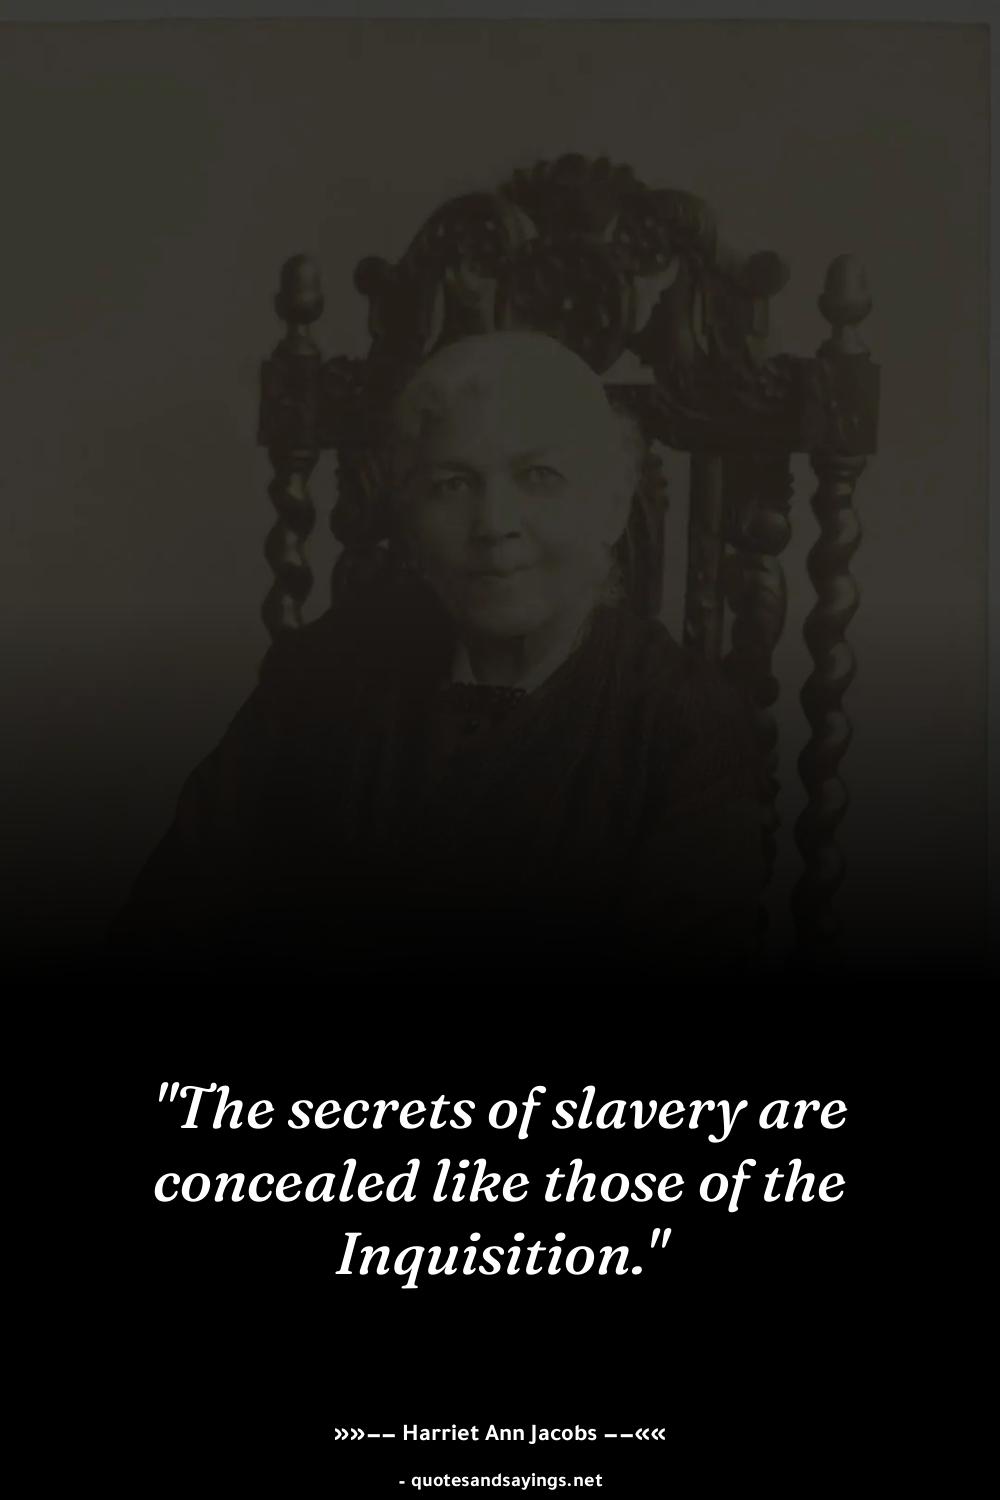 "The secrets of slavery are
concealed like those of the
Inquisition."
»»−− Harriet Ann Jacobs −−««
- quotesandsayings.net